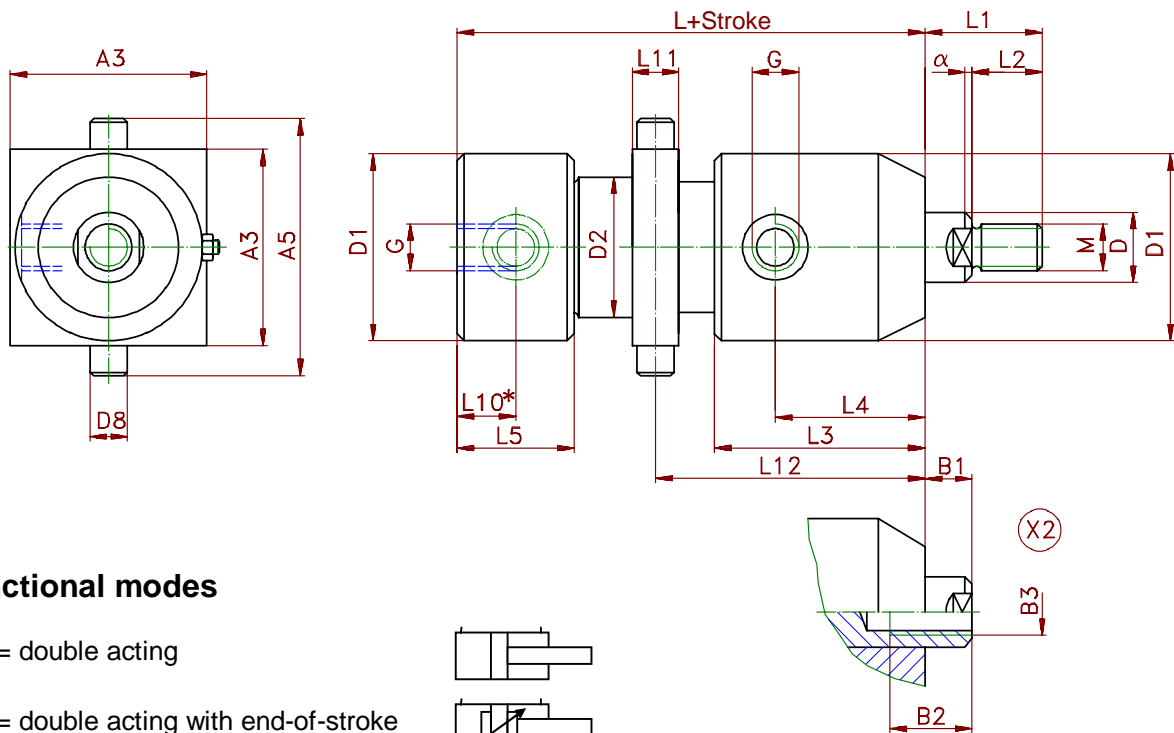 L+Stroke
L1
A3
L11
G
α
L2
D1
G
D2
A3
A5
M
D
D1
D8
L10*
L5
L4
L3
L12
B1
X2
B3
B2
nctional modes
= double acting
= double acting with end-of-stroke